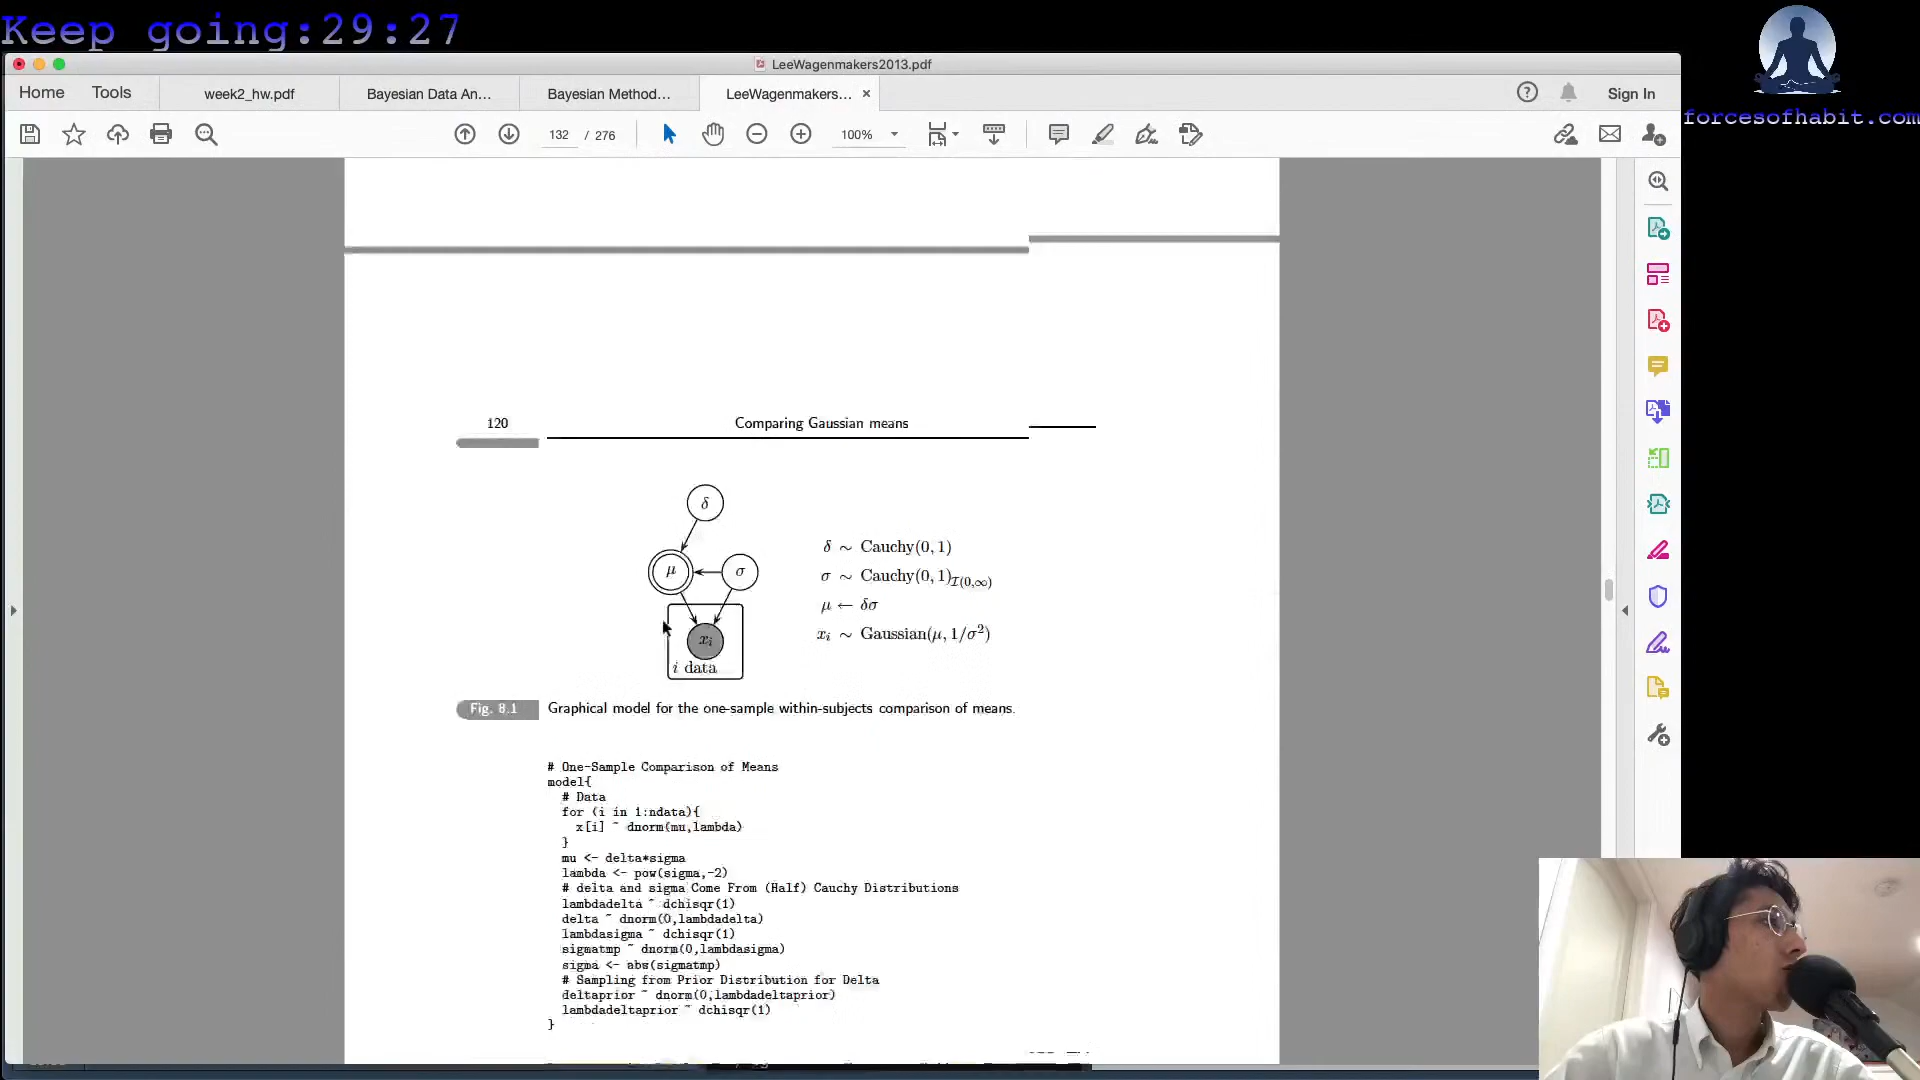 Keep going:29:27
forcesofhabit.com
LeeWagenmakers2013.pdf
Home
Tools
week2_hw.pdf
Bayesian Data An...
Bayesian Method...
LeeWagenmakers... ×
Sign In
132 / 276
100%
120
Comparing Gaussian means
δ
μ
σ
xᵢ
i data
δ ~ Cauchy(0, 1)
σ ~ Cauchy(0, 1)ℐ(0,∞)
μ ← δσ
xᵢ ~ Gaussian(μ, 1/σ²)
Fig. 8.1
Graphical model for the one-sample within-subjects comparison of means.
# One-Sample Comparison of Means
model{
# Data
for (i in 1:ndata){
x[i] ~ dnorm(mu,lambda)
}
mu <- delta*sigma
lambda <- pow(sigma,-2)
# delta and sigma Come From (Half) Cauchy Distributions
lambdadelta ~ dchisqr(1)
delta ~ dnorm(0,lambdadelta)
lambdasigma ~ dchisqr(1)
sigmatmp ~ dnorm(0,lambdasigma)
sigma <- abs(sigmatmp)
# Sampling from Prior Distribution for Delta
deltaprior ~ dnorm(0,lambdadeltaprior)
lambdadeltaprior ~ dchisqr(1)
}